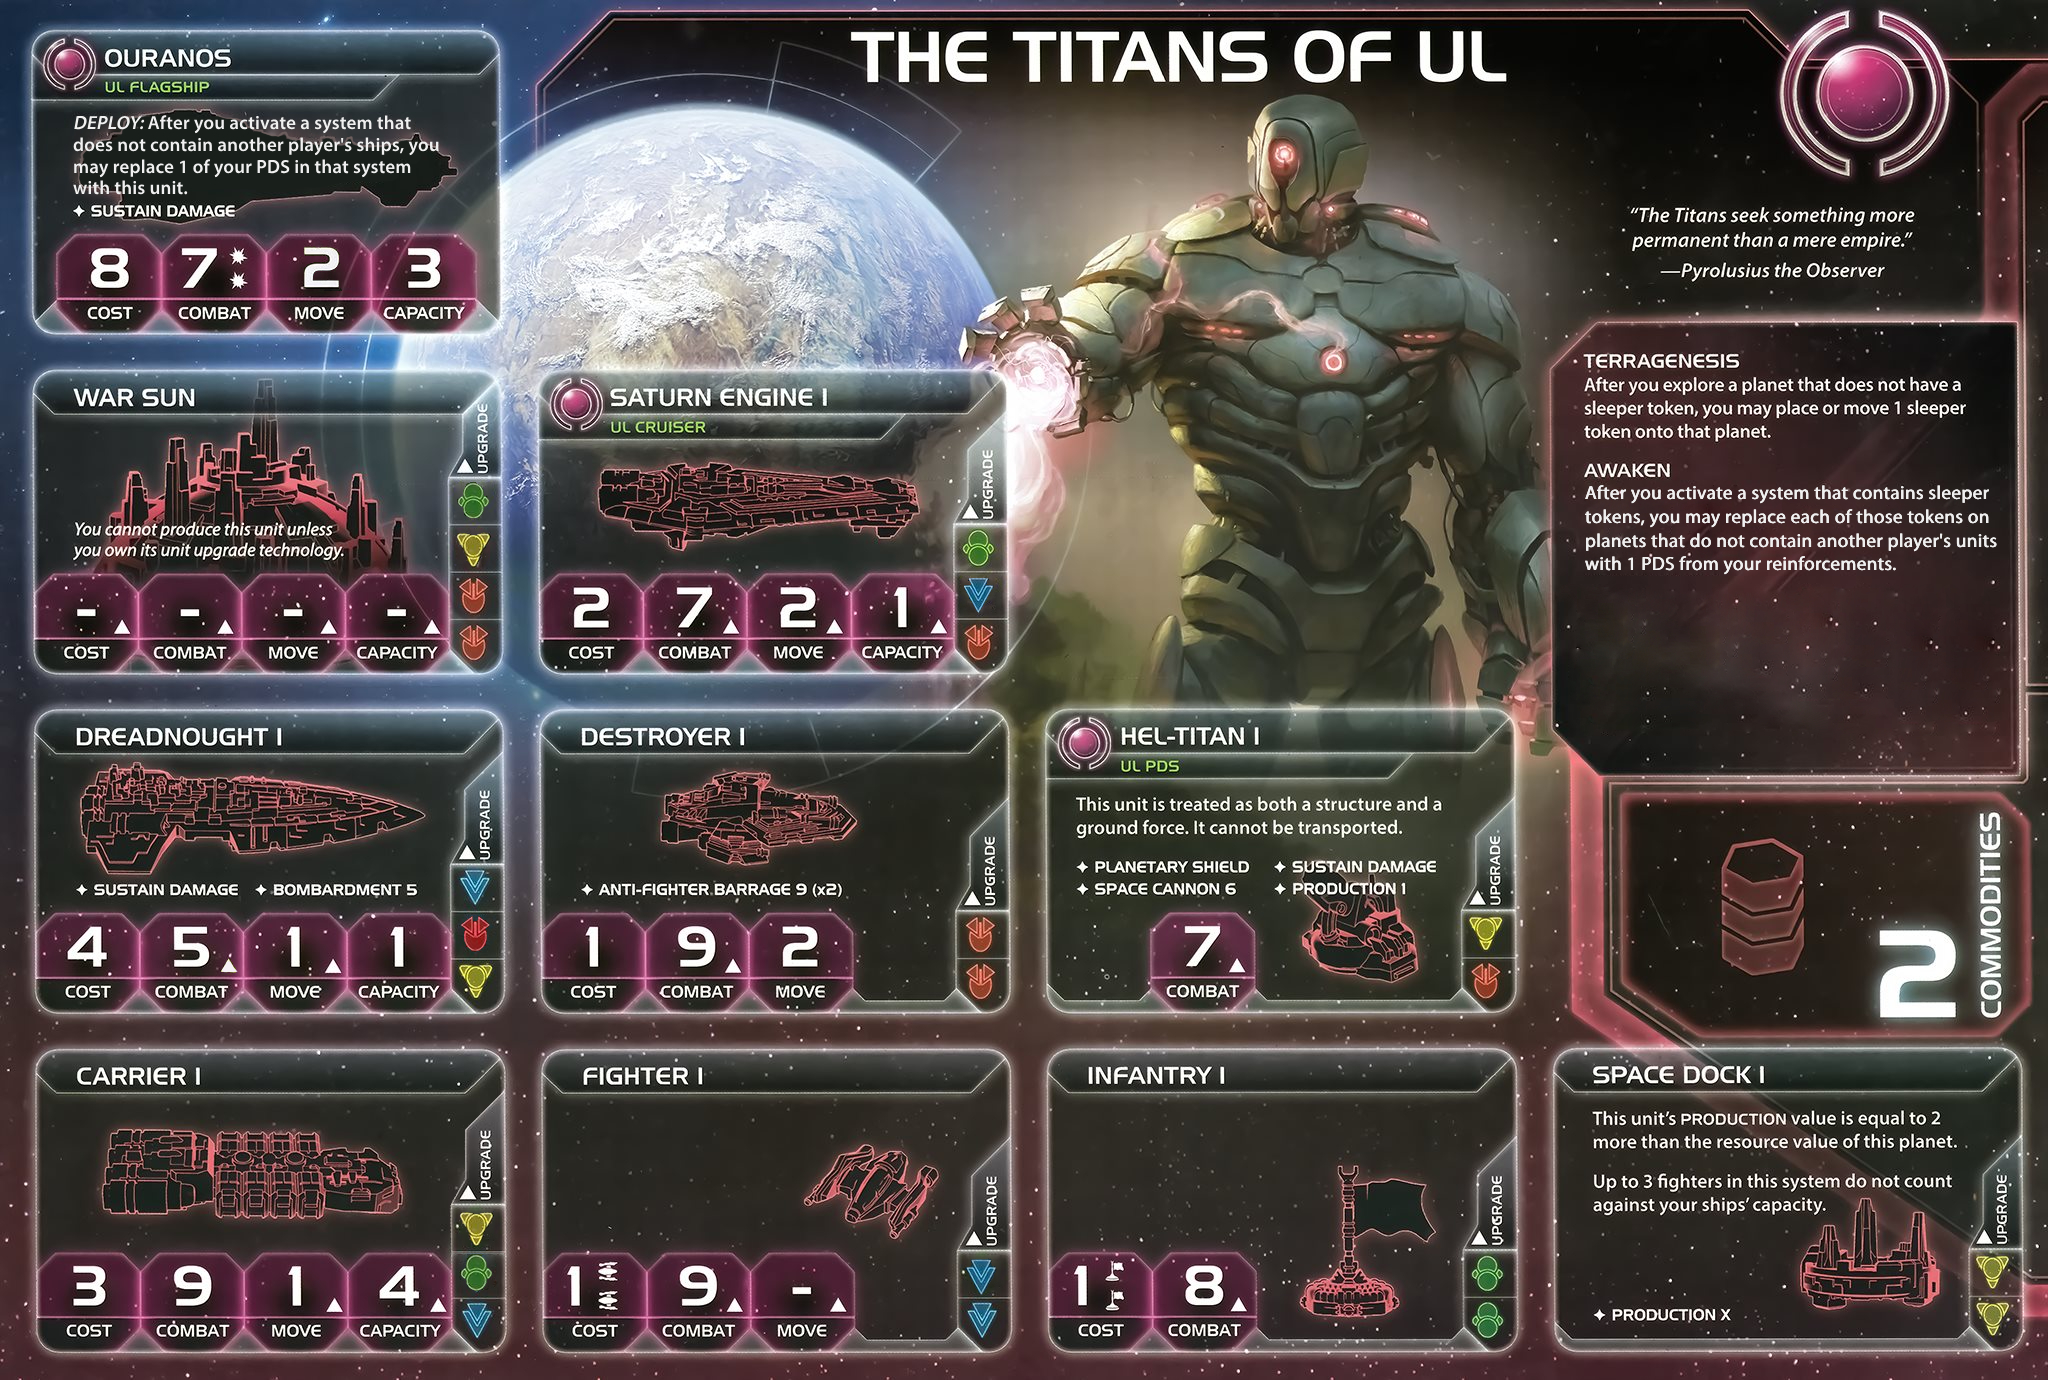 THE TITANS OF UL
OURANOS
UL FLAGSHIP
DEPLOY: After you activate a system that
does not contain another player's ships, you
may replace 1 of your PDS in that system
with this unit.
SUSTAIN DAMAGE
8 7 2 3
COST COMBAT MOVE CAPACITY
"The Titans seek something more
permanent than a mere empire."
—Pyrolusius the Observer
WAR SUN
UPGRADE
You cannot produce this unit unless
you own its unit upgrade technology.
- - - -
COST COMBAT MOVE CAPACITY
SATURN ENGINE I
UL CRUISER
UPGRADE
2 7 2 1
COST COMBAT MOVE CAPACITY
TERRAGENESIS
After you explore a planet that does not have a
sleeper token, you may place or move 1 sleeper
token onto that planet.
AWAKEN
After you activate a system that contains sleeper
tokens, you may replace each of those tokens on
planets that do not contain another player's units
with 1 PDS from your reinforcements.
DREADNOUGHT I
UPGRADE
SUSTAIN DAMAGE BOMBARDMENT 5
4 5 1 1
COST COMBAT MOVE CAPACITY
DESTROYER I
UPGRADE
ANTI-FIGHTER BARRAGE 9 (x2)
1 9 2
COST COMBAT MOVE
HEL-TITAN I
UL PDS
This unit is treated as both a structure and a
ground force. It cannot be transported.
PLANETARY SHIELD SUSTAIN DAMAGE
SPACE CANNON 6 PRODUCTION 1
UPGRADE
7
COMBAT
2
COMMODITIES
CARRIER I
UPGRADE
3 9 1 4
COST COMBAT MOVE CAPACITY
FIGHTER I
UPGRADE
1 9 -
COST COMBAT MOVE
INFANTRY I
UPGRADE
1 8
COST COMBAT
SPACE DOCK I
This unit's PRODUCTION value is equal to 2
more than the resource value of this planet.
Up to 3 fighters in this system do not count
against your ships' capacity.
UPGRADE
PRODUCTION X